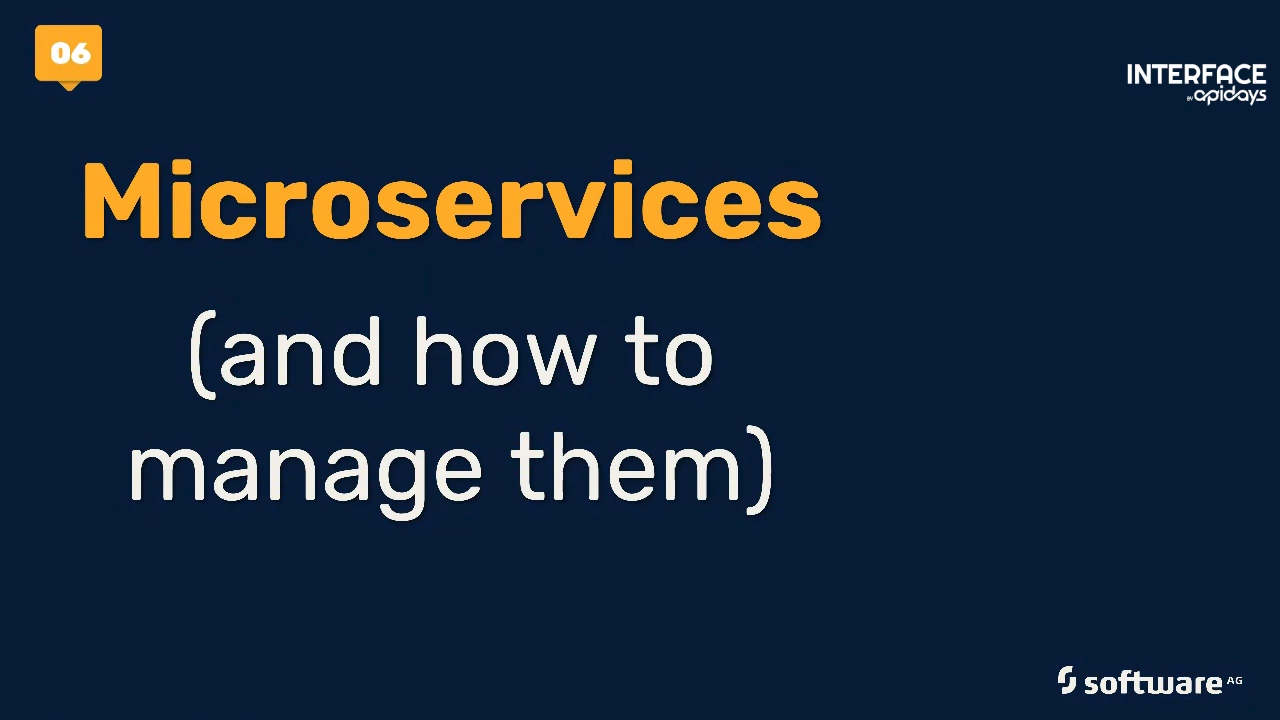 06
INTERFACE
BY apidays
Microservices
(and how to
manage them)
software AG